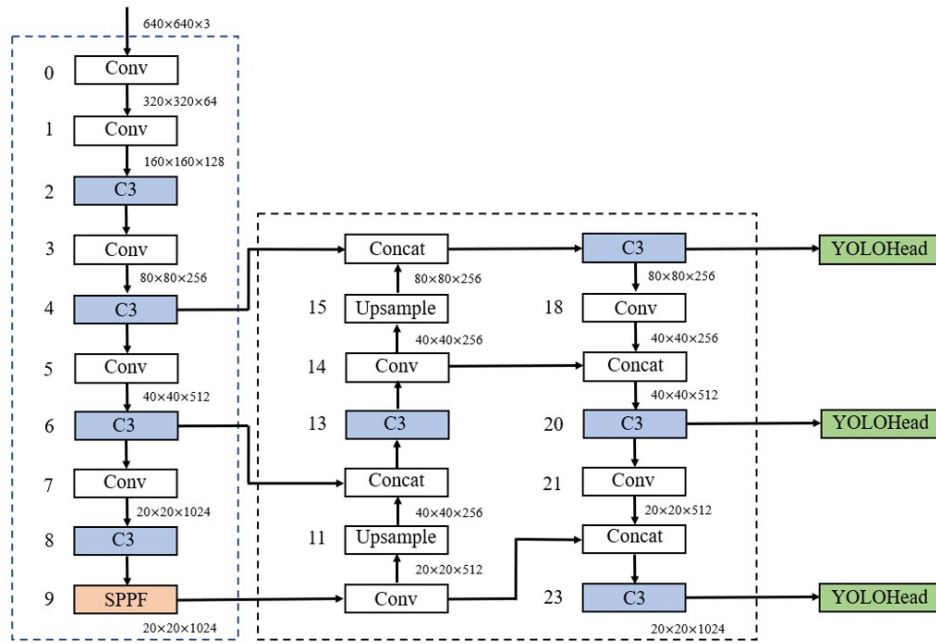 640×640×3
0 Conv
320×320×64
1 Conv
160×160×128
2 C3
3 Conv
80×80×256
4 C3
5 Conv
40×40×512
6 C3
7 Conv
20×20×1024
8 C3
9 SPPF
20×20×1024
Concat
80×80×256
15 Upsample
40×40×256
14 Conv
13 C3
Concat
40×40×256
11 Upsample
20×20×512
Conv
C3
80×80×256
18 Conv
40×40×256
Concat
40×40×512
20 C3
21 Conv
20×20×512
Concat
23 C3
20×20×1024
YOLOHead
YOLOHead
YOLOHead